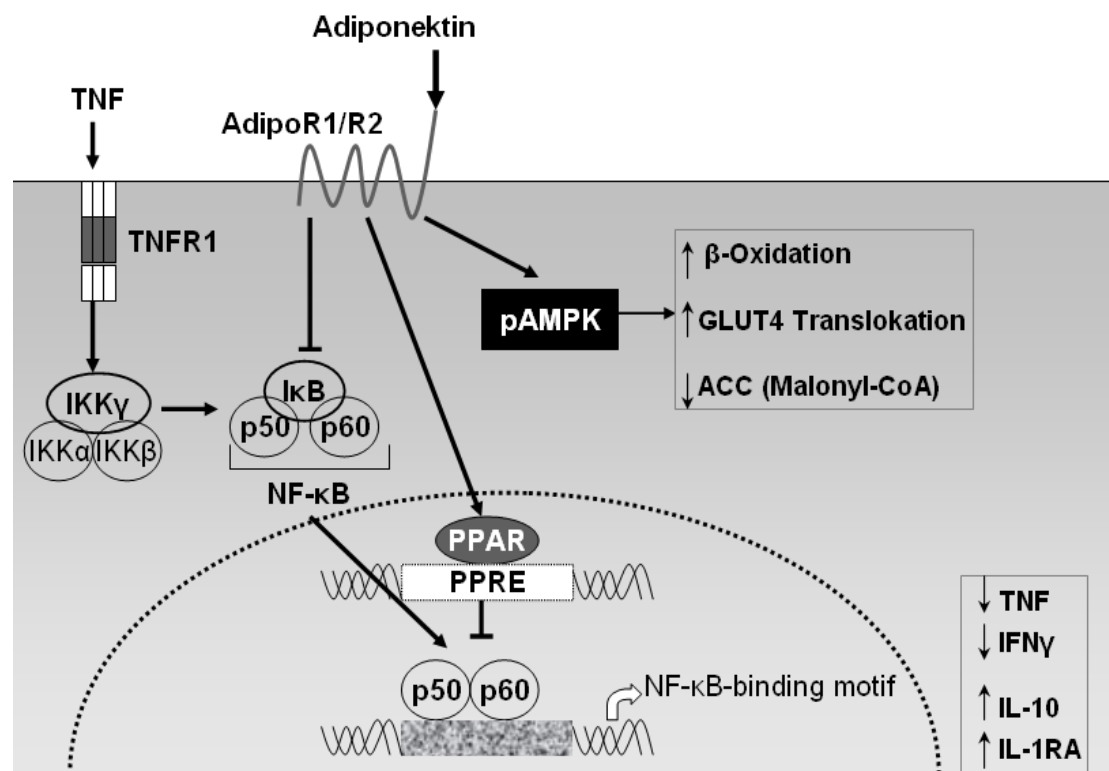 Adiponektin
TNF
AdipoR1/R2
TNFR1
↑ β-Oxidation
↑ GLUT4 Translokation
↓ ACC (Malonyl-CoA)
pAMPK
IκB
p50 p60
IKKγ
IKKα IKKβ
NF-κB
PPAR
PPRE
p50 p60
NF-κB-binding motif
↓ TNF
↓ IFNγ
↑ IL-10
↑ IL-1RA